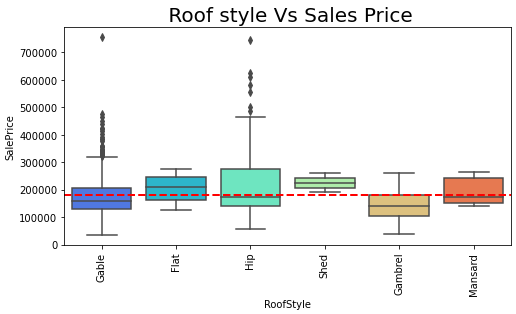 Roof style Vs Sales Price
SalePrice
700000
600000
500000
400000
300000
200000
100000
0
Gable
Flat
Hip
Shed
Gambrel
Mansard
RoofStyle